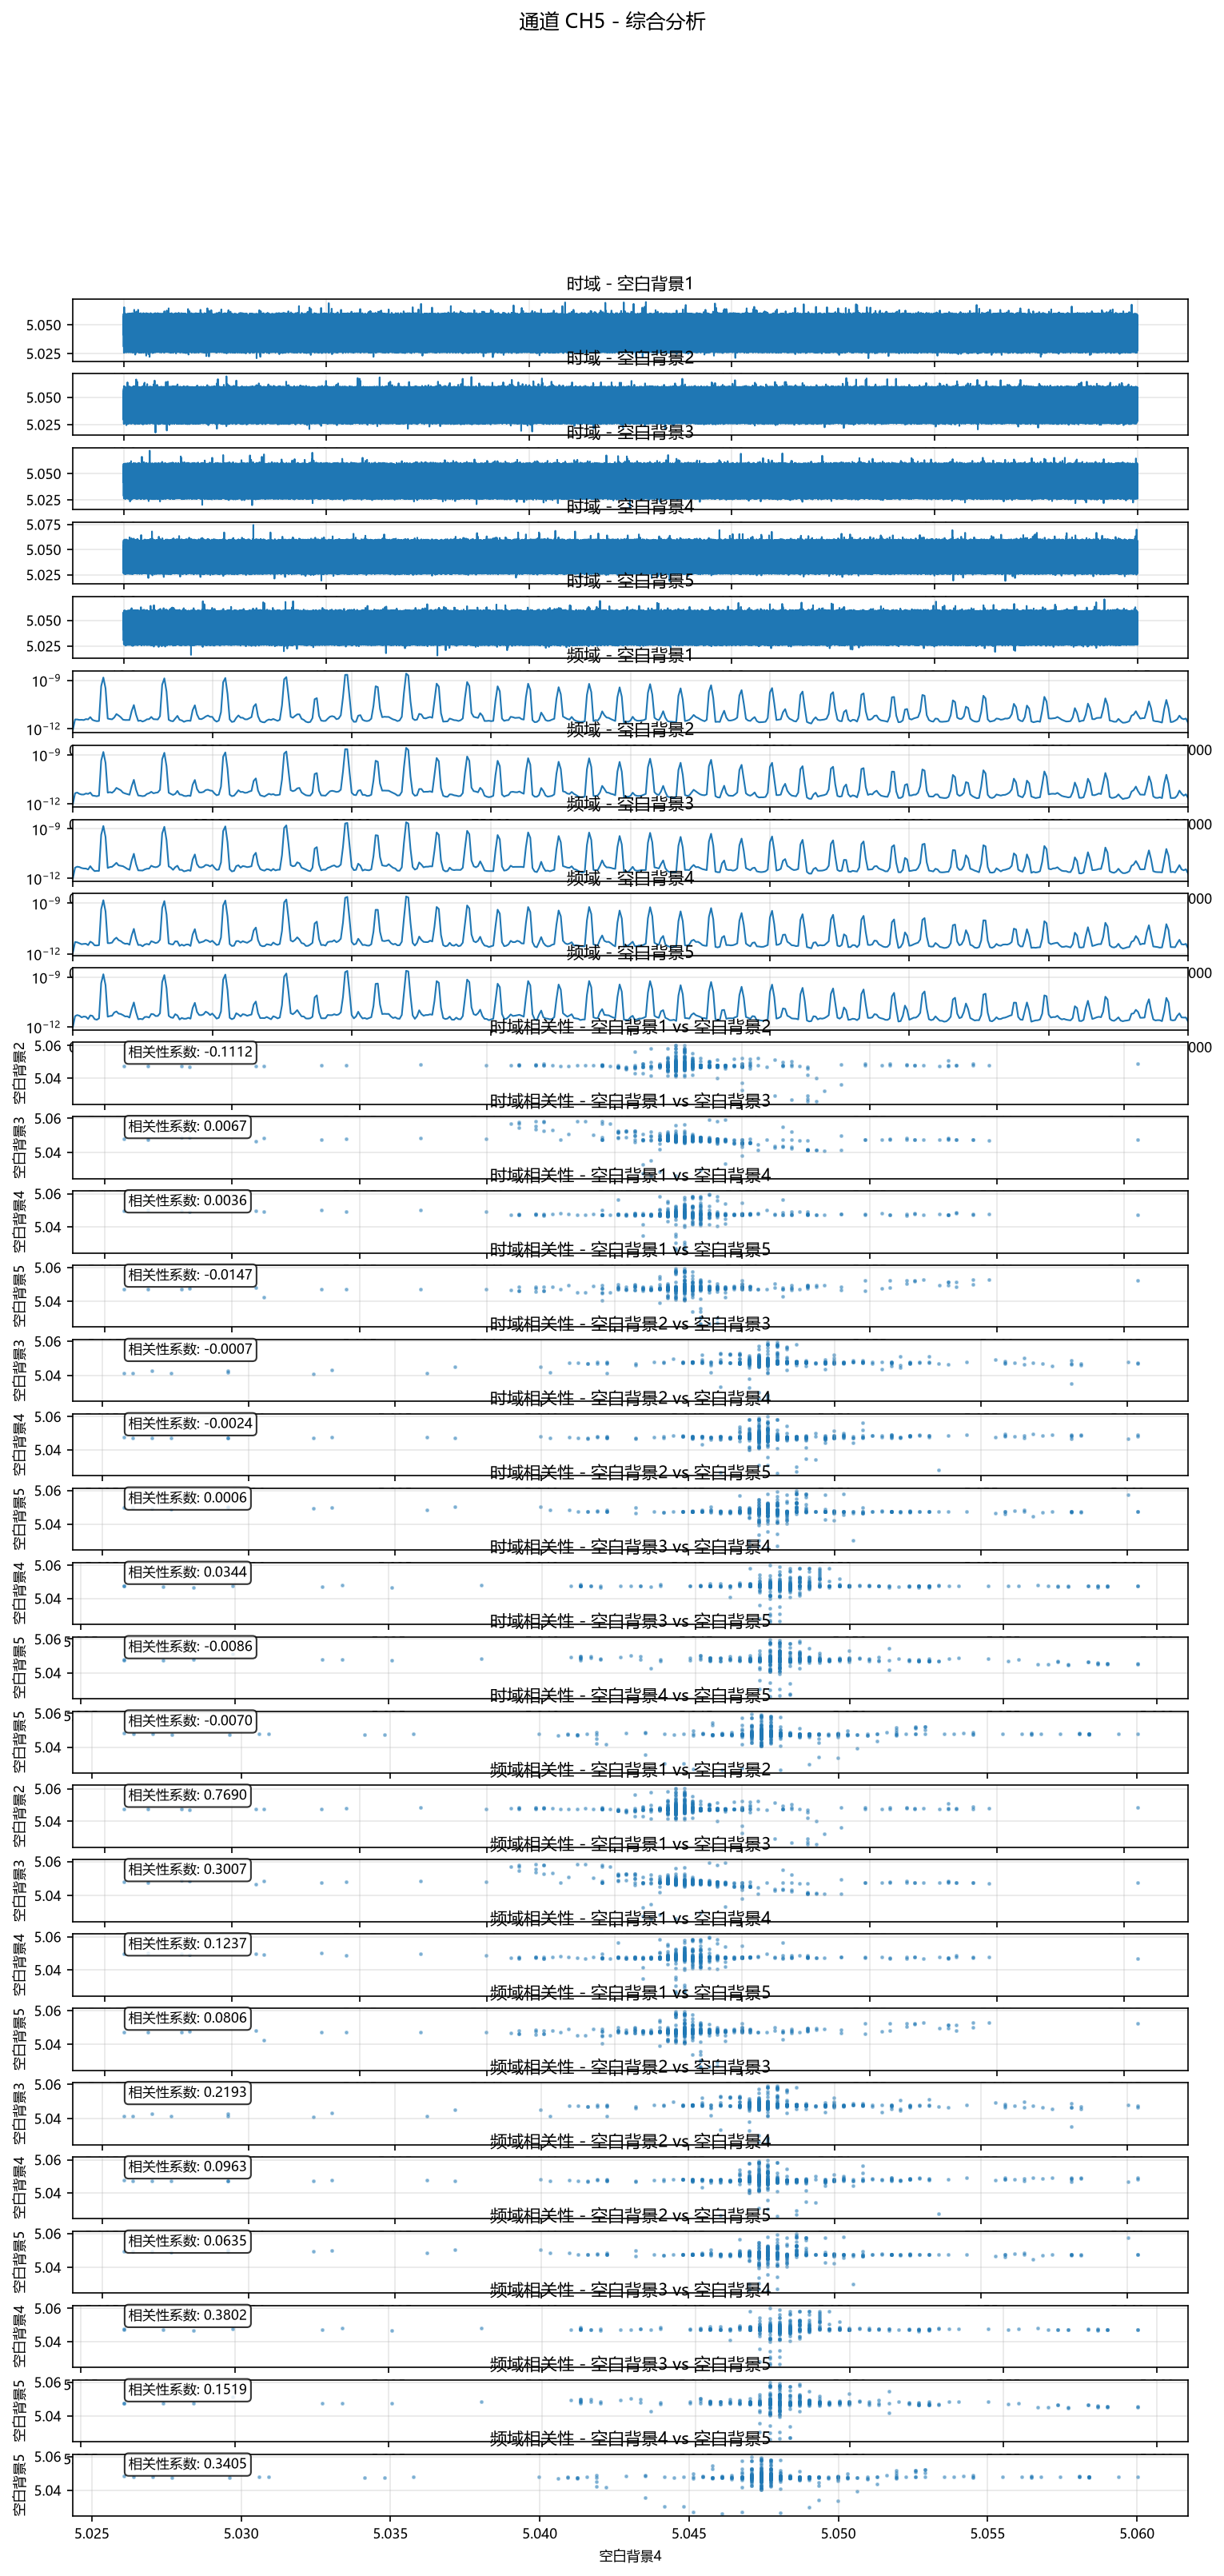 通道 CH5 - 综合分析
时域 - 空白背景1
5.050
5.025
时域 - 空白背景2
5.050
5.025
时域 - 空白背景3
5.050
5.025
时域 - 空白背景4
5.075
5.050
5.025
时域 - 空白背景5
5.050
5.025
频域 - 空白背景1
10⁻⁹
10⁻¹²
频域 - 空白背景2
000
10⁻⁹
10⁻¹²
频域 - 空白背景3
000
10⁻⁹
10⁻¹²
频域 - 空白背景4
10⁻⁹
000
10⁻¹²
频域 - 空白背景5
000
10⁻⁹
10⁻¹²
时域相关性 - 空白背景1 vs 空白背景2
000
空白背景2
5.06
5.04
相关性系数: -0.1112
时域相关性 - 空白背景1 vs 空白背景3
空白背景3
5.06
5.04
相关性系数: 0.0067
时域相关性 - 空白背景1 vs 空白背景4
空白背景4
5.06
5.04
相关性系数: 0.0036
时域相关性 - 空白背景1 vs 空白背景5
空白背景5
5.06
5.04
相关性系数: -0.0147
时域相关性 - 空白背景2 vs 空白背景3
空白背景3
5.06
5.04
相关性系数: -0.0007
时域相关性 - 空白背景2 vs 空白背景4
空白背景4
5.06
5.04
相关性系数: -0.0024
时域相关性 - 空白背景2 vs 空白背景5
空白背景5
5.06
5.04
相关性系数: 0.0006
时域相关性 - 空白背景3 vs 空白背景4
空白背景4
5.06
5.04
相关性系数: 0.0344
时域相关性 - 空白背景3 vs 空白背景5
空白背景5
5.06
5.04
相关性系数: -0.0086
时域相关性 - 空白背景4 vs 空白背景5
空白背景5
5.06
5.04
相关性系数: -0.0070
频域相关性 - 空白背景1 vs 空白背景2
空白背景2
5.06
5.04
相关性系数: 0.7690
频域相关性 - 空白背景1 vs 空白背景3
空白背景3
5.06
5.04
相关性系数: 0.3007
频域相关性 - 空白背景1 vs 空白背景4
空白背景4
5.06
5.04
相关性系数: 0.1237
频域相关性 - 空白背景1 vs 空白背景5
空白背景5
5.06
5.04
相关性系数: 0.0806
频域相关性 - 空白背景2 vs 空白背景3
空白背景3
5.06
5.04
相关性系数: 0.2193
频域相关性 - 空白背景2 vs 空白背景4
空白背景4
5.06
5.04
相关性系数: 0.0963
频域相关性 - 空白背景2 vs 空白背景5
空白背景5
5.06
5.04
相关性系数: 0.0635
频域相关性 - 空白背景3 vs 空白背景4
空白背景4
5.06
5.04
相关性系数: 0.3802
频域相关性 - 空白背景3 vs 空白背景5
空白背景5
5.06
5.04
相关性系数: 0.1519
频域相关性 - 空白背景4 vs 空白背景5
空白背景5
5.06
5.04
相关性系数: 0.3405
5.025 5.030 5.035 5.040 5.045 5.050 5.055 5.060
空白背景4